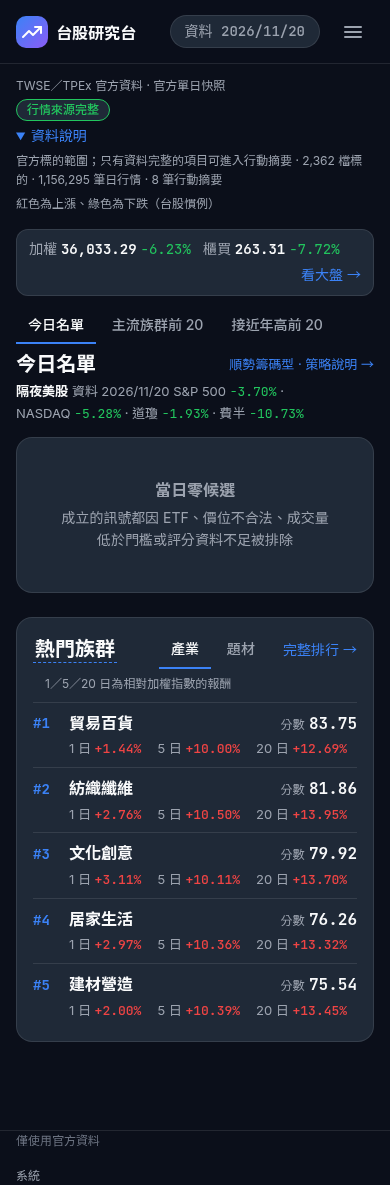 台股研究台
資料 2026/11/20
TWSE／TPEx 官方資料 · 官方單日快照
行情來源完整
▼ 資料說明
官方標的範圍；只有資料完整的項目可進入行動摘要 · 2,362 檔標
的 · 1,156,295 筆日行情 · 8 筆行動摘要
紅色為上漲、綠色為下跌（台股慣例）
加權 36,033.29 -6.23% 櫃買 263.31 -7.72%
看大盤 →
今日名單 主流族群前 20 接近年高前 20
今日名單 順勢籌碼型 · 策略說明 →
隔夜美股 資料 2026/11/20 S&P 500 -3.70% ·
NASDAQ -5.28% · 道瓊 -1.93% · 費半 -10.73%
當日零候選
成立的訊號都因 ETF、價位不合法、成交量
低於門檻或評分資料不足被排除
熱門族群 產業 題材 完整排行 →
1／5／20 日為相對加權指數的報酬
#1 貿易百貨 分數 83.75
1 日 +1.44% 5 日 +10.00% 20 日 +12.69%
#2 紡織纖維 分數 81.86
1 日 +2.76% 5 日 +10.50% 20 日 +13.95%
#3 文化創意 分數 79.92
1 日 +3.11% 5 日 +10.11% 20 日 +13.70%
#4 居家生活 分數 76.26
1 日 +2.97% 5 日 +10.36% 20 日 +13.32%
#5 建材營造 分數 75.54
1 日 +2.00% 5 日 +10.39% 20 日 +13.45%
僅使用官方資料
系統